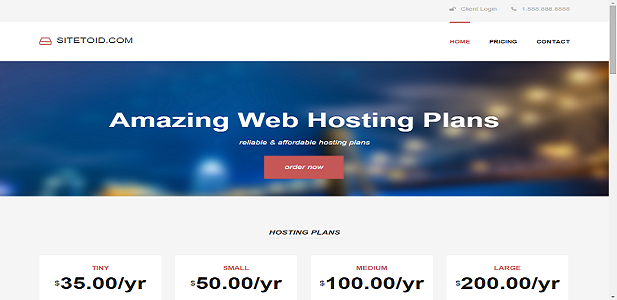 Client Login 1.888.888.8888
SITETOID.COM
HOME PRICING CONTACT
Amazing Web Hosting Plans
reliable & affordable hosting plans
order now
HOSTING PLANS
TINY SMALL MEDIUM LARGE
$35.00/yr $50.00/yr $100.00/yr $200.00/yr